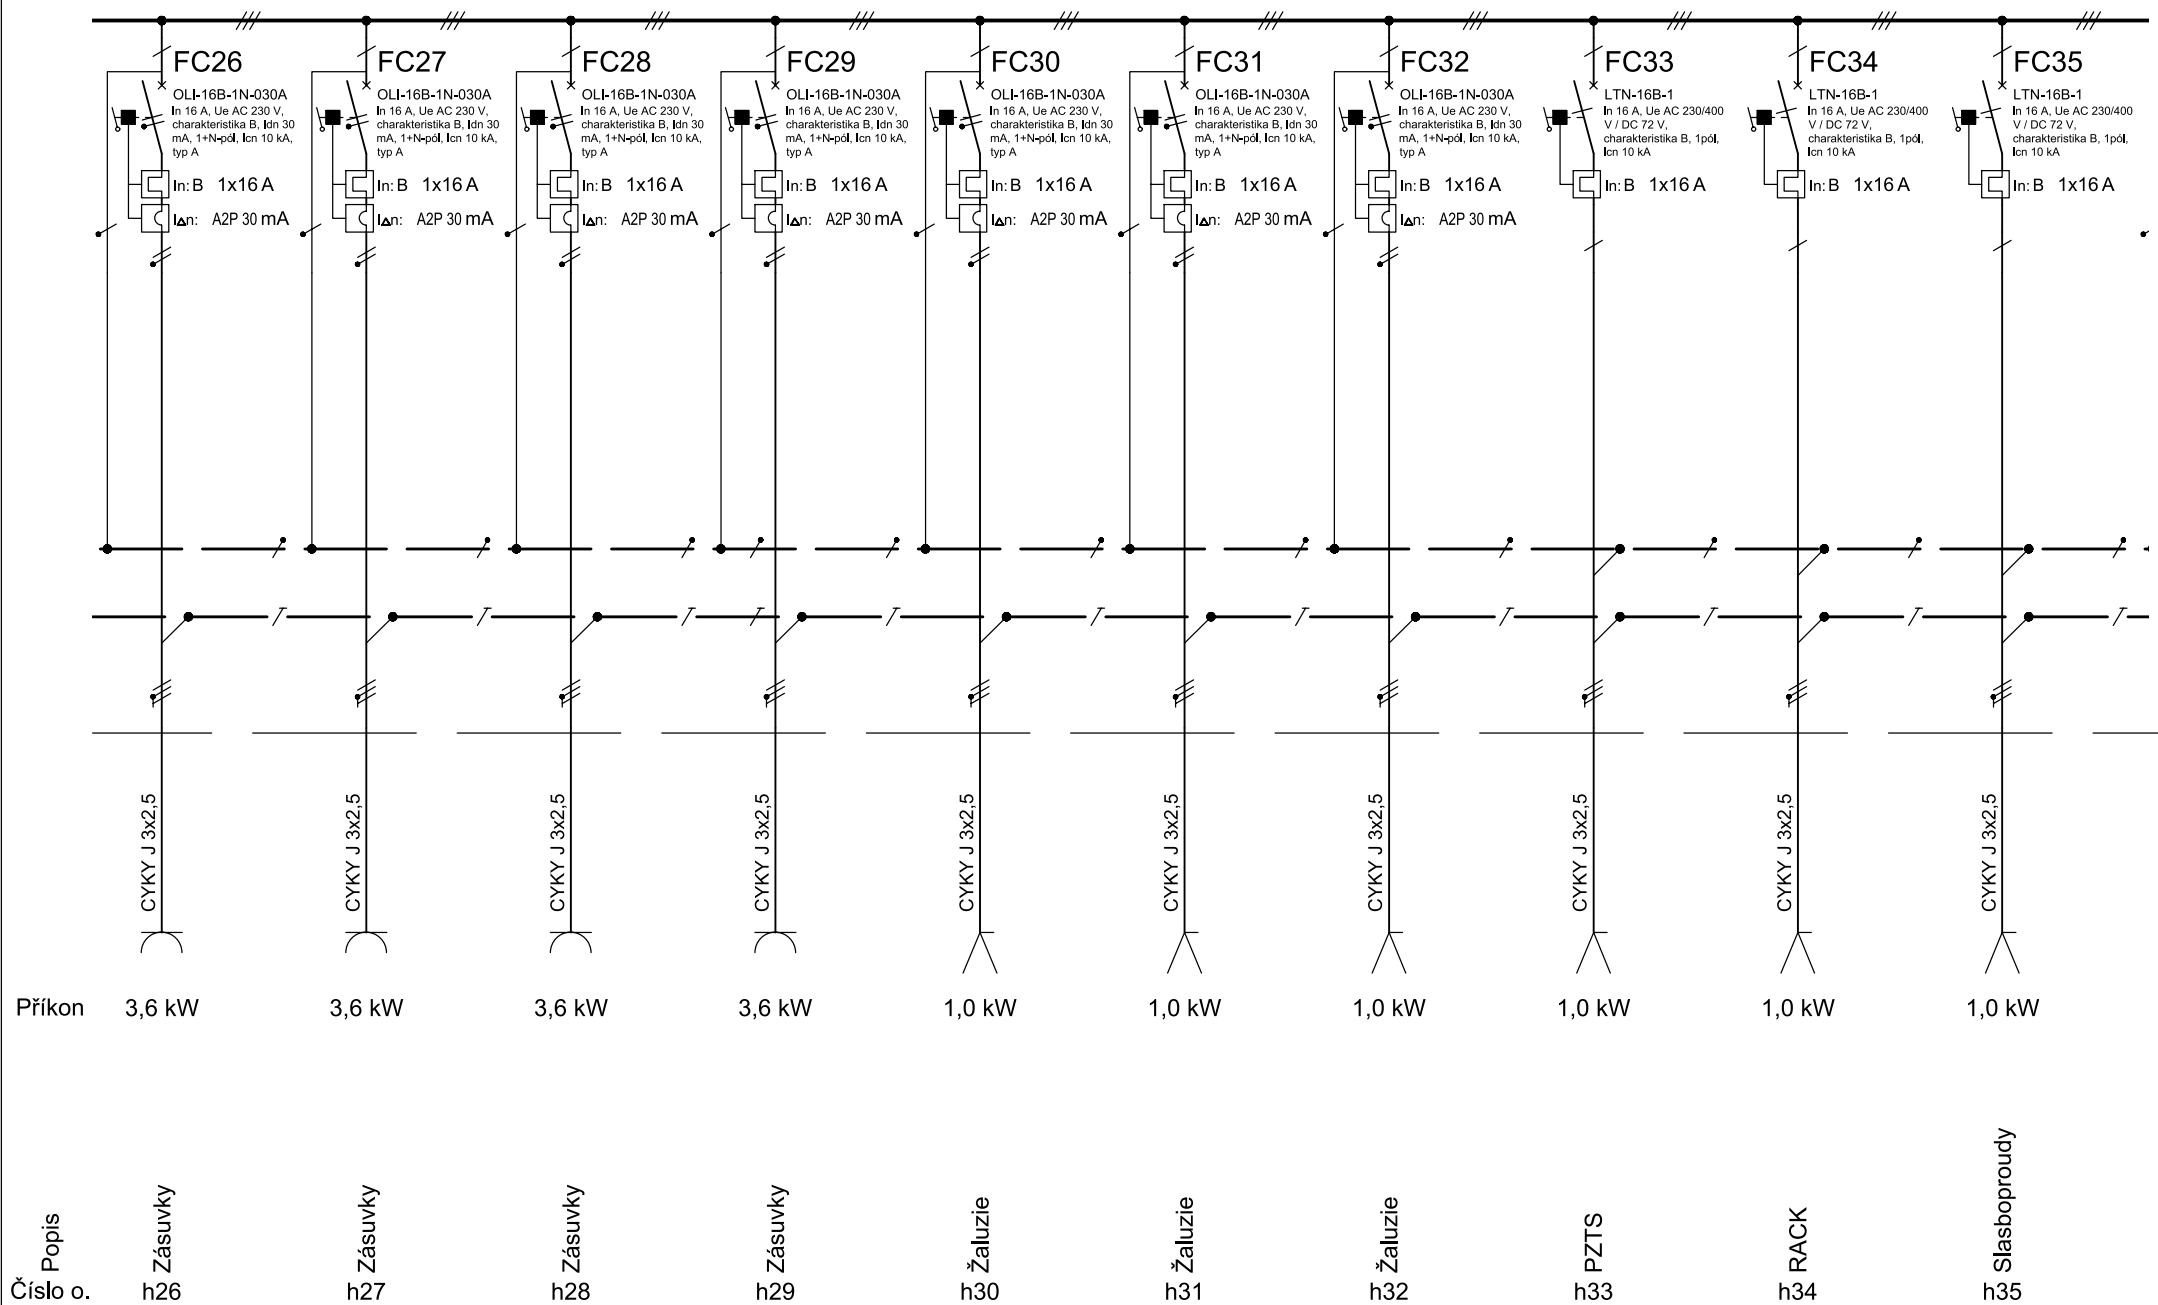 FC26
OLI-16B-1N-030A
In 16 A, Ue AC 230 V,
charakteristika B, Idn 30
mA, 1+N-pól, Icn 10 kA,
typ A
In: B 1x16 A
I∆n: A2P 30 mA
FC27
OLI-16B-1N-030A
In 16 A, Ue AC 230 V,
charakteristika B, Idn 30
mA, 1+N-pól, Icn 10 kA,
typ A
In: B 1x16 A
I∆n: A2P 30 mA
FC28
OLI-16B-1N-030A
In 16 A, Ue AC 230 V,
charakteristika B, Idn 30
mA, 1+N-pól, Icn 10 kA,
typ A
In: B 1x16 A
I∆n: A2P 30 mA
FC29
OLI-16B-1N-030A
In 16 A, Ue AC 230 V,
charakteristika B, Idn 30
mA, 1+N-pól, Icn 10 kA,
typ A
In: B 1x16 A
I∆n: A2P 30 mA
FC30
OLI-16B-1N-030A
In 16 A, Ue AC 230 V,
charakteristika B, Idn 30
mA, 1+N-pól, Icn 10 kA,
typ A
In: B 1x16 A
I∆n: A2P 30 mA
FC31
OLI-16B-1N-030A
In 16 A, Ue AC 230 V,
charakteristika B, Idn 30
mA, 1+N-pól, Icn 10 kA,
typ A
In: B 1x16 A
I∆n: A2P 30 mA
FC32
OLI-16B-1N-030A
In 16 A, Ue AC 230 V,
charakteristika B, Idn 30
mA, 1+N-pól, Icn 10 kA,
typ A
In: B 1x16 A
I∆n: A2P 30 mA
FC33
LTN-16B-1
In 16 A, Ue AC 230/400
V / DC 72 V,
charakteristika B, 1pól,
Icn 10 kA
In: B 1x16 A
FC34
LTN-16B-1
In 16 A, Ue AC 230/400
V / DC 72 V,
charakteristika B, 1pól,
Icn 10 kA
In: B 1x16 A
FC35
LTN-16B-1
In 16 A, Ue AC 230/400
V / DC 72 V,
charakteristika B, 1pól,
Icn 10 kA
In: B 1x16 A
CYKY J 3x2,5
CYKY J 3x2,5
CYKY J 3x2,5
CYKY J 3x2,5
CYKY J 3x2,5
CYKY J 3x2,5
CYKY J 3x2,5
CYKY J 3x2,5
CYKY J 3x2,5
CYKY J 3x2,5
Příkon 3,6 kW 3,6 kW 3,6 kW 3,6 kW 1,0 kW 1,0 kW 1,0 kW 1,0 kW 1,0 kW 1,0 kW
Popis
Zásuvky
Zásuvky
Zásuvky
Zásuvky
Žaluzie
Žaluzie
Žaluzie
PZTS
RACK
Slasboproudy
Číslo o. h26 h27 h28 h29 h30 h31 h32 h33 h34 h35